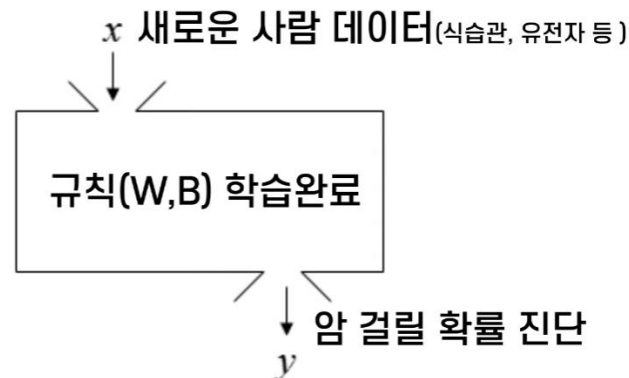 x 새로운 사람 데이터(식습관, 유전자 등 )
규칙(W,B) 학습완료
암 걸릴 확률 진단
y